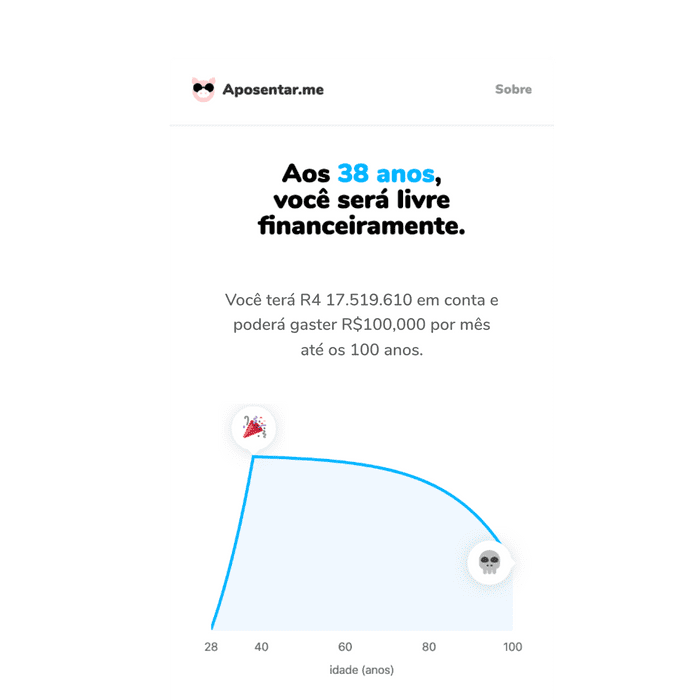 Aposentar.me
Sobre
Aos 38 anos,
você será livre
financeiramente.
Você terá R4 17.519.610 em conta e
poderá gaster R$100,000 por mês
até os 100 anos.
28 40 60 80 100
idade (anos)